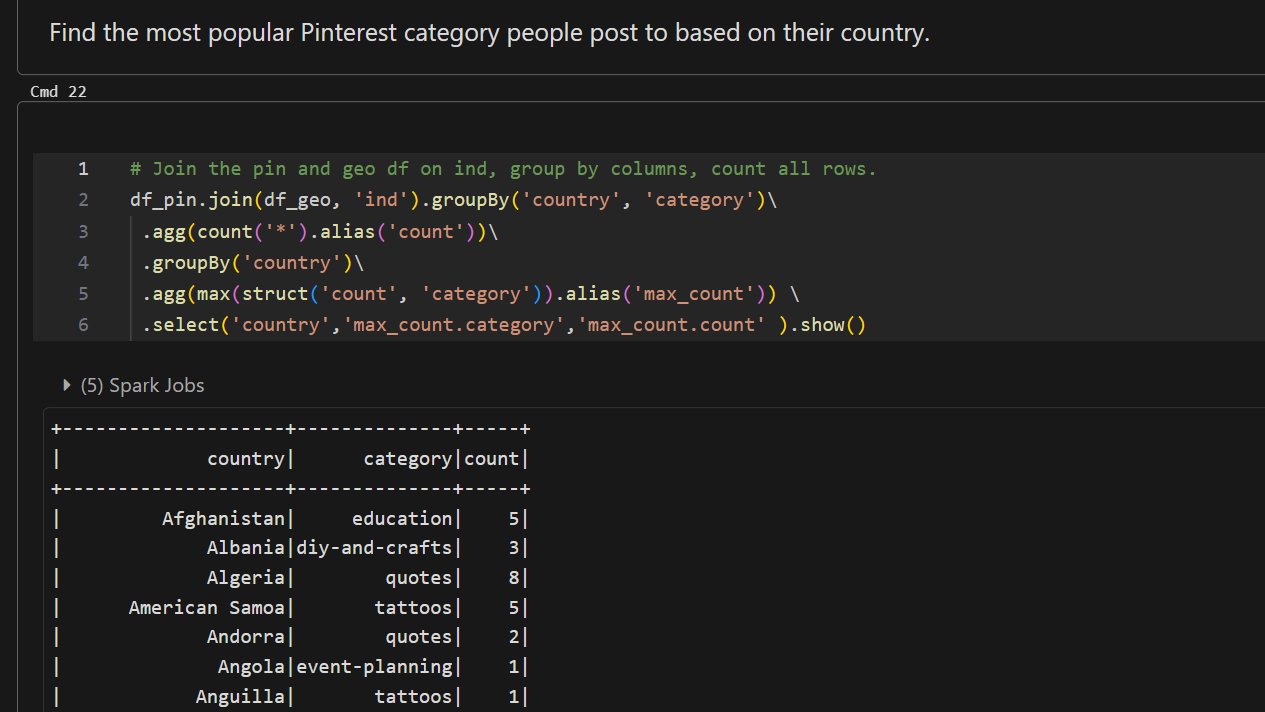 Find the most popular Pinterest category people post to based on their country.
Cmd 22
1 # Join the pin and geo df on ind, group by columns, count all rows.
2 df_pin.join(df_geo, 'ind').groupBy('country', 'category')\
3 .agg(count('*').alias('count'))\
4 .groupBy('country')\
5 .agg(max(struct('count', 'category')).alias('max_count')) \
6 .select('country','max_count.category','max_count.count' ).show()
(5) Spark Jobs
+--------------------+--------------+-----+
|             country|      category|count|
+--------------------+--------------+-----+
|         Afghanistan|     education|    5|
|             Albania|diy-and-crafts|    3|
|             Algeria|        quotes|    8|
|      American Samoa|       tattoos|    5|
|             Andorra|        quotes|    2|
|              Angola|event-planning|    1|
|            Anguilla|       tattoos|    1|